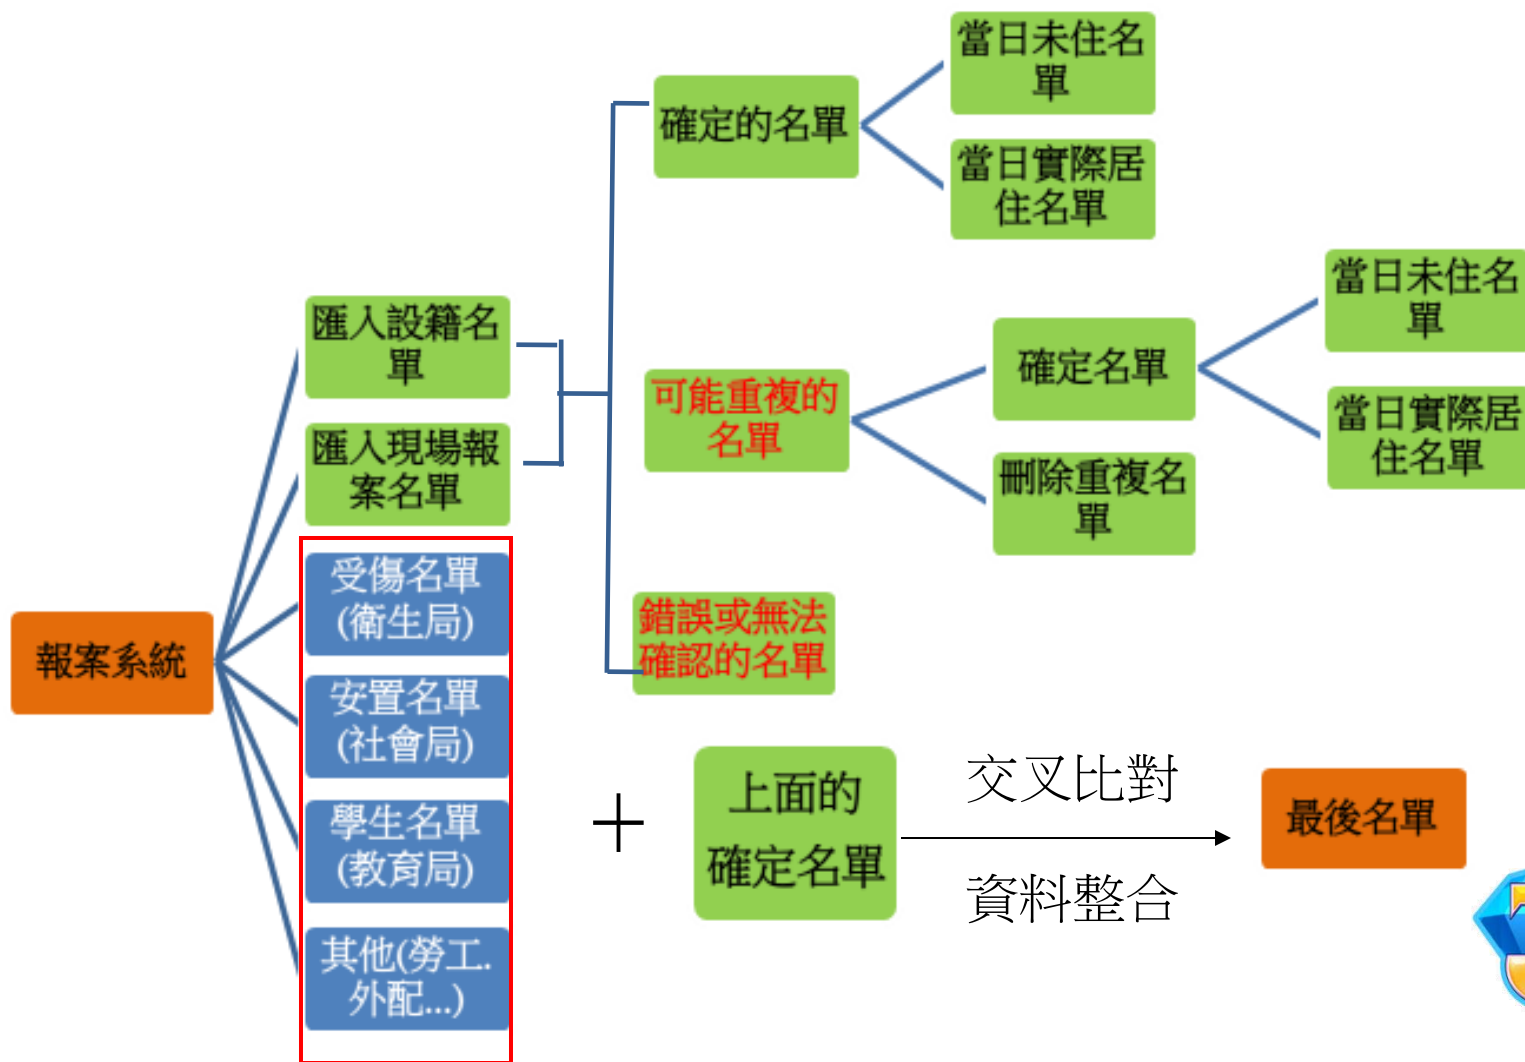 當日未住名
單
確定的名單
當日實際居
住名單
匯入設籍名
單
匯入現場報
案名單
可能重複的
名單
確定名單
當日未住名
單
當日實際居
住名單
刪除重複名
單
錯誤或無法
確認的名單
報案系統
受傷名單
(衛生局)
安置名單
(社會局)
學生名單
(教育局)
其他(勞工.
外配...)
+
上面的
確定名單
交叉比對
資料整合
最後名單